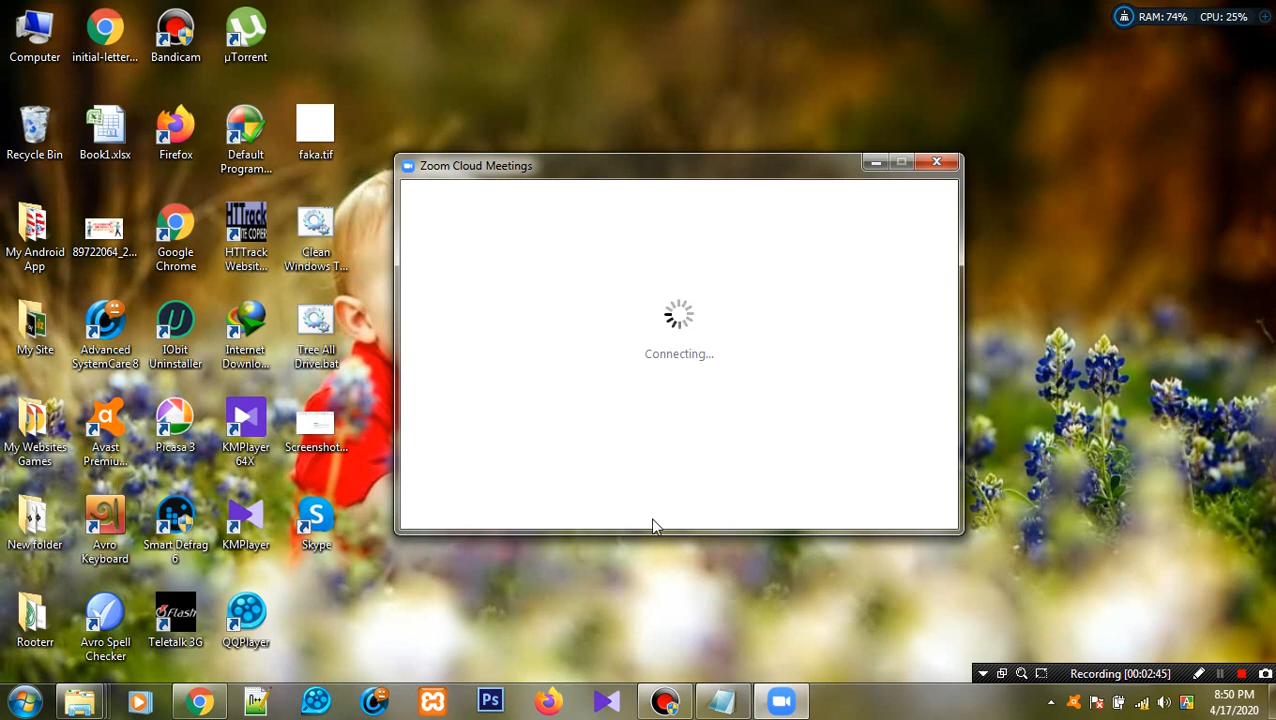 RAM: 74%
CPU: 25%
Computer
initial-letter...
Bandicam
µTorrent
Recycle Bin
Book1.xlsx
Firefox
Default
Program...
faka.tif
Zoom Cloud Meetings
My Android
App
89722064_2...
Google
Chrome
HTTrack
Websit...
Clean
Windows T...
Connecting...
My Site
Advanced
SystemCare 8
IObit
Uninstaller
Internet
Downlo...
Tree All
Drive.bat
My Websites
Games
Avast
Premiu...
Picasa 3
KMPlayer
64X
Screenshot...
New folder
Avro
Keyboard
Smart Defrag
6
KMPlayer
Skype
Rooterr
Avro Spell
Checker
Flash
Teletalk 3G
QQPlayer
Recording [00:02:45]
Ps
8:50 PM
4/17/2020